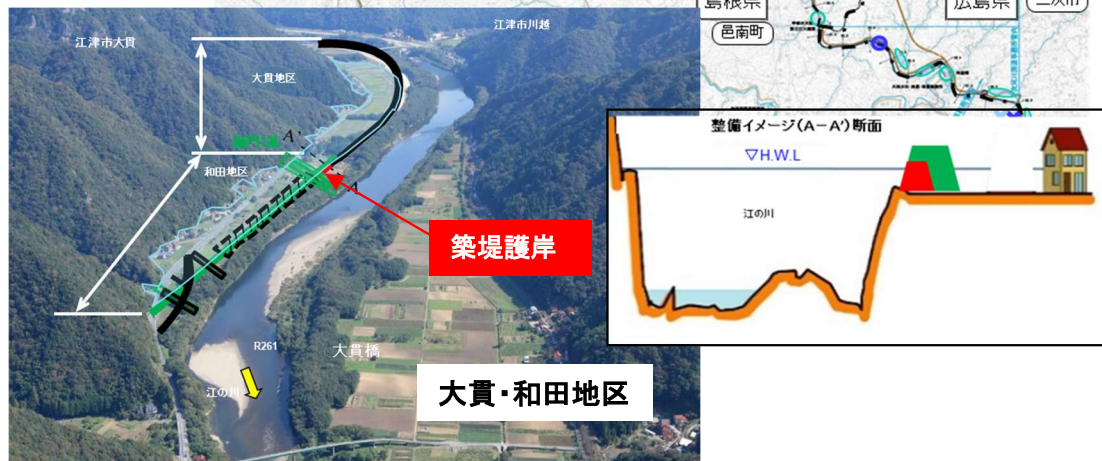 島根県
広島県
三次市
邑南町
江津市大貫
江津市川越
大貫地区
和田地区
A'
A
築堤護岸
R261
大貫橋
江の川
大貫・和田地区
整備イメージ(A-A')断面
▽H.W.L
江の川